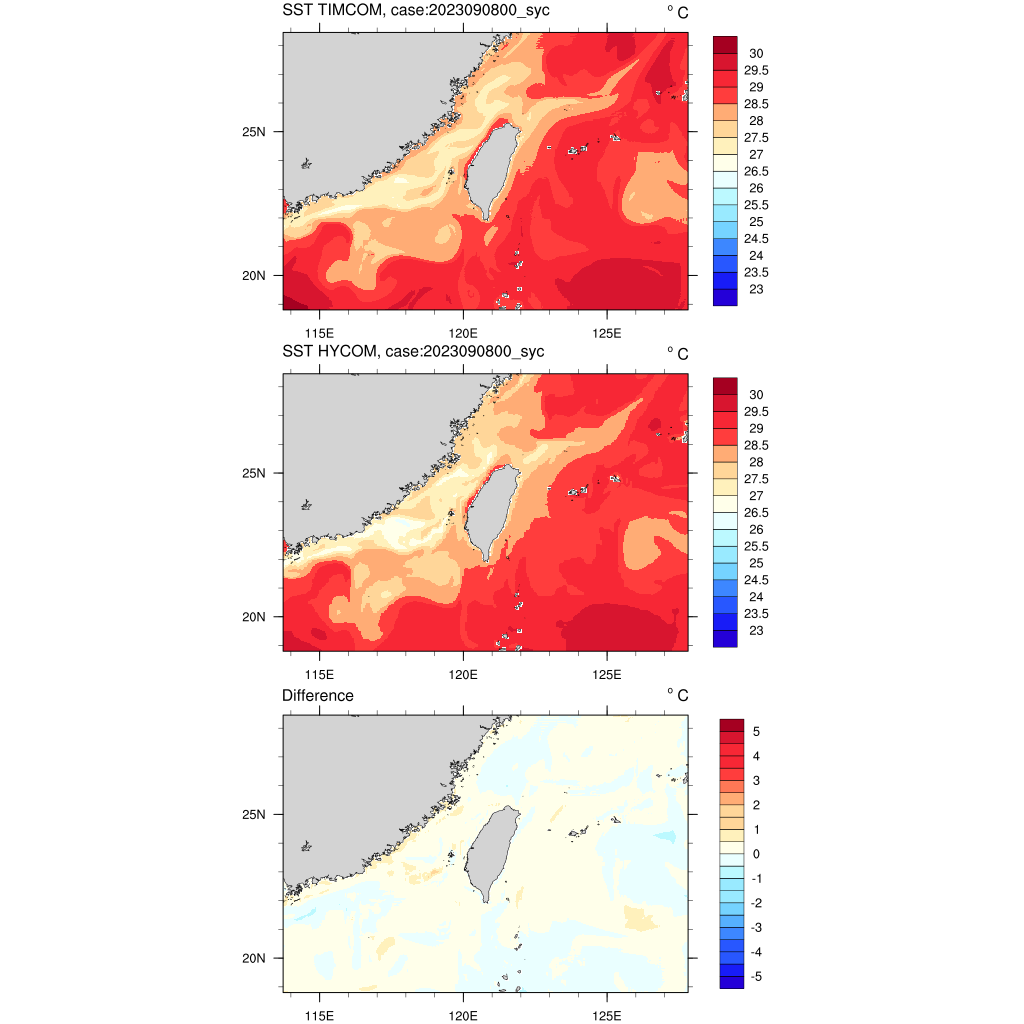 SST TIMCOM, case:2023090800_syc
° C
30
29.5
29
28.5
28
27.5
27
26.5
26
25.5
25
24.5
24
23.5
23
25N
20N
115E 120E 125E
SST HYCOM, case:2023090800_syc
° C
30
29.5
29
28.5
28
27.5
27
26.5
26
25.5
25
24.5
24
23.5
23
25N
20N
115E 120E 125E
Difference
° C
5
4
3
2
1
0
-1
-2
-3
-4
-5
25N
20N
115E 120E 125E